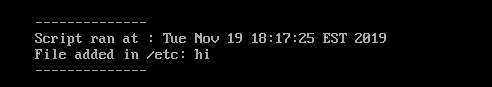 --------------
Script ran at : Tue Nov 19 18:17:25 EST 2019
File added in /etc: hi
--------------